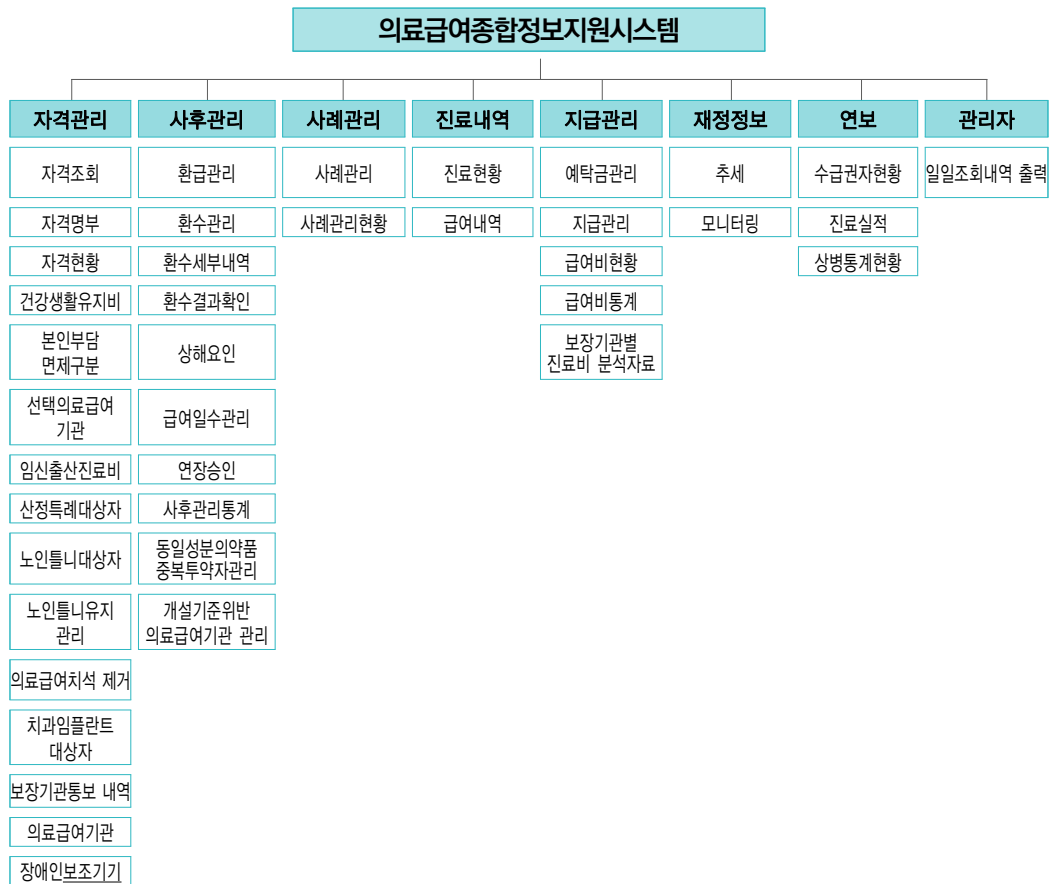 의료급여종합정보지원시스템
자격관리
사후관리
사례관리
진료내역
지급관리
재정정보
연보
관리자
자격조회
환급관리
사례관리
진료현황
예탁금관리
추세
수급권자현황
일일조회내역 출력
자격명부
환수관리
사례관리현황
급여내역
지급관리
모니터링
진료실적
자격현황
환수세부내역
급여비현황
상병통계현황
건강생활유지비
환수결과확인
급여비통계
본인부담
면제구분
상해요인
보장기관별
진료비 분석자료
선택의료급여
기관
급여일수관리
임신출산진료비
연장승인
산정특례대상자
사후관리통계
노인틀니대상자
동일성분의약품
중복투약자관리
노인틀니유지
관리
개설기준위반
의료급여기관 관리
의료급여치석 제거
치과임플란트
대상자
보장기관통보 내역
의료급여기관
장애인보조기기